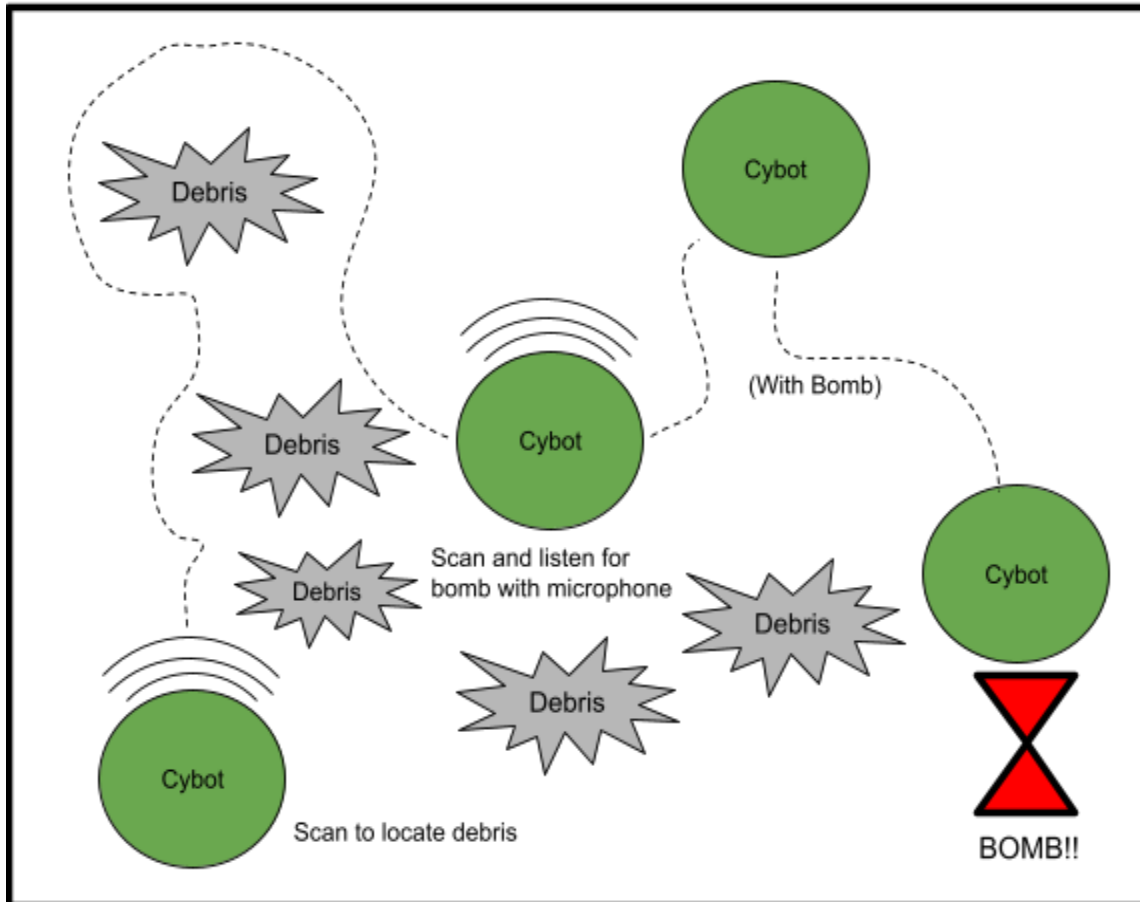 Cybot
Debris
(With Bomb)
Debris
Cybot
Scan and listen for
bomb with microphone
Cybot
Debris
Debris
Debris
Cybot
Scan to locate debris
BOMB!!